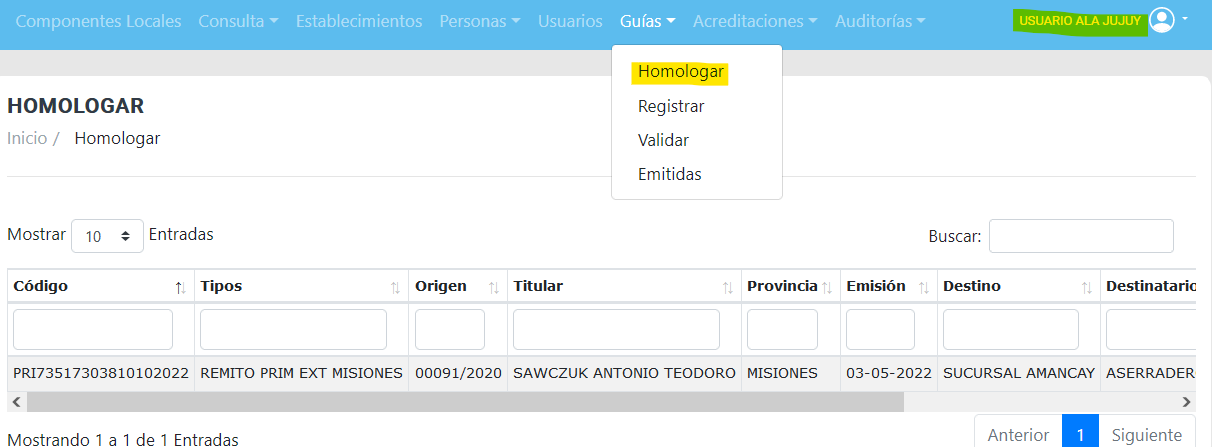 Componentes Locales Consulta Establecimientos Personas Usuarios Guías Acreditaciones Auditorías USUARIO ALA JUJUY
Homologar
Registrar
Validar
Emitidas
HOMOLOGAR
Inicio / Homologar
Mostrar 10 Entradas Buscar:
Código Tipos Origen Titular Provincia Emisión Destino Destinatario
PRI73517303810102022 REMITO PRIM EXT MISIONES 00091/2020 SAWCZUK ANTONIO TEODORO MISIONES 03-05-2022 SUCURSAL AMANCAY ASERRADER
Mostrando 1 a 1 de 1 Entradas Anterior 1 Siguiente